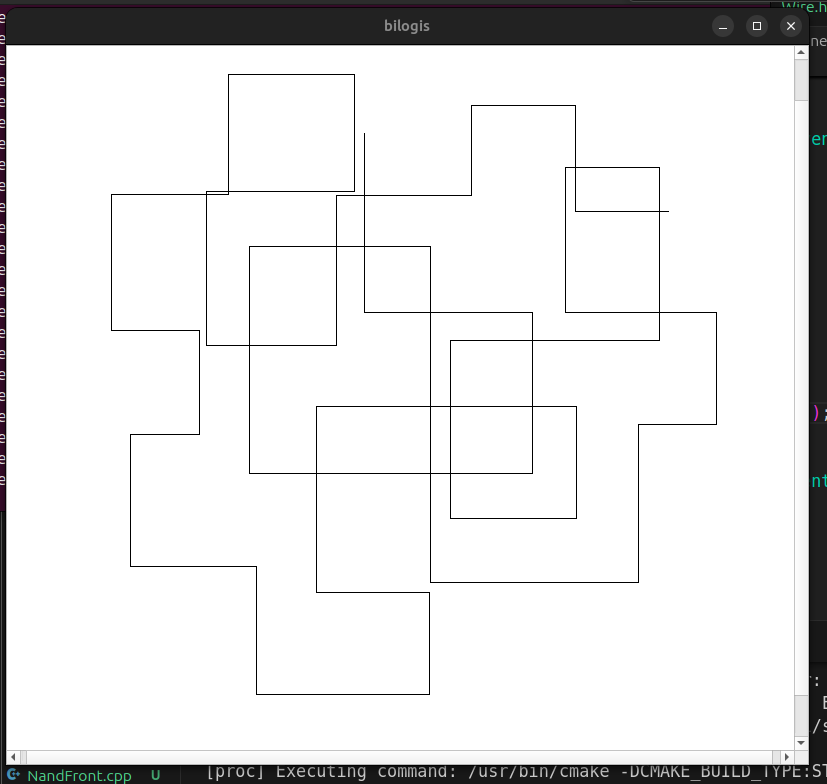 Wire.h
bilogis
ne
er
);
nt
:
E
/s
NandFront.cpp U [proc] Executing command: /usr/bin/cmake -DCMAKE_BUILD_TYPE:ST